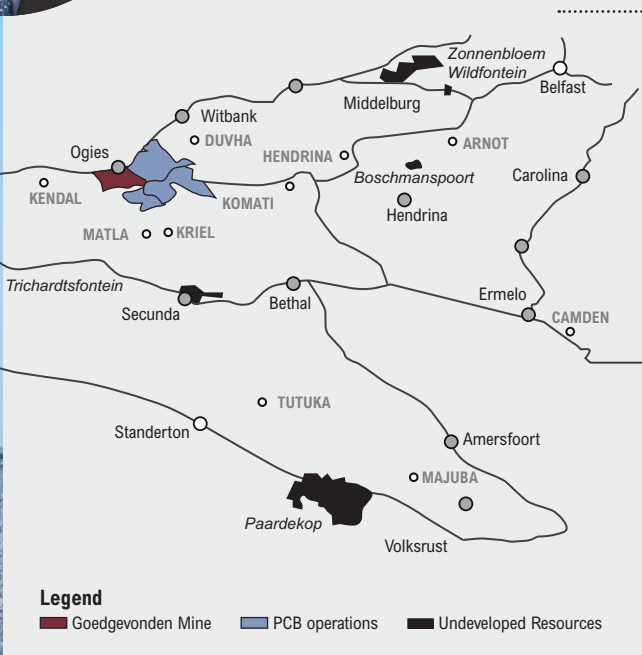 Zonnenbloem
Wildfontein
Belfast
Middelburg
Witbank
DUVHA
Ogies
HENDRINA
ARNOT
Boschmanspoort
Carolina
KENDAL
KOMATI
Hendrina
MATLA
KRIEL
Trichardtsfontein
Secunda
Bethal
Ermelo
CAMDEN
TUTUKA
Standerton
Amersfoort
MAJUBA
Paardekop
Volksrust
Legend
Goedgevonden Mine PCB operations Undeveloped Resources